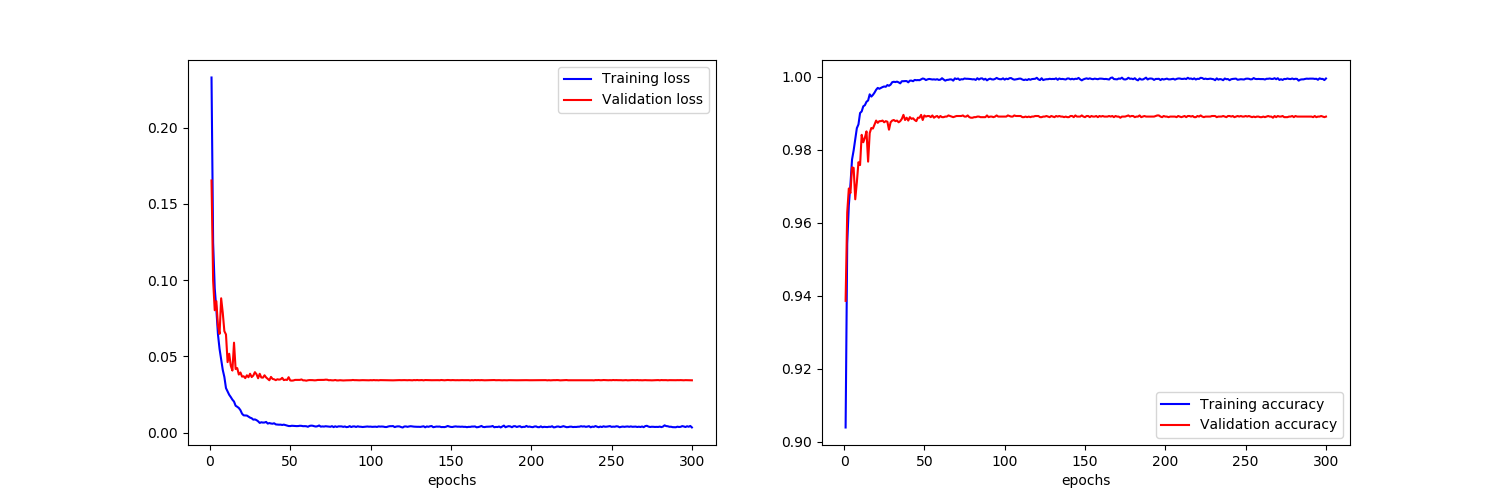 Training loss
Validation loss
0.20
0.15
0.10
0.05
0.00
0 50 100 150 200 250 300
epochs
1.00
0.98
0.96
0.94
0.92
0.90
Training accuracy
Validation accuracy
0 50 100 150 200 250 300
epochs